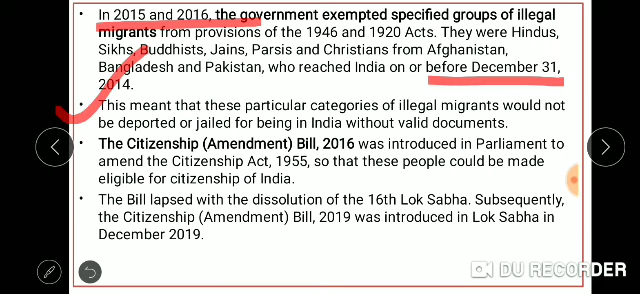 In 2015 and 2016, the government exempted specified groups of illegal
migrants from provisions of the 1946 and 1920 Acts. They were Hindus,
Sikhs, Buddhists, Jains, Parsis and Christians from Afghanistan,
Bangladesh and Pakistan, who reached India on or before December 31,
2014.
This meant that these particular categories of illegal migrants would not
be deported or jailed for being in India without valid documents.
The Citizenship (Amendment) Bill, 2016 was introduced in Parliament to
amend the Citizenship Act, 1955, so that these people could be made
eligible for citizenship of India.
The Bill lapsed with the dissolution of the 16th Lok Sabha. Subsequently,
the Citizenship (Amendment) Bill, 2019 was introduced in Lok Sabha in
December 2019.
DU RECORDER